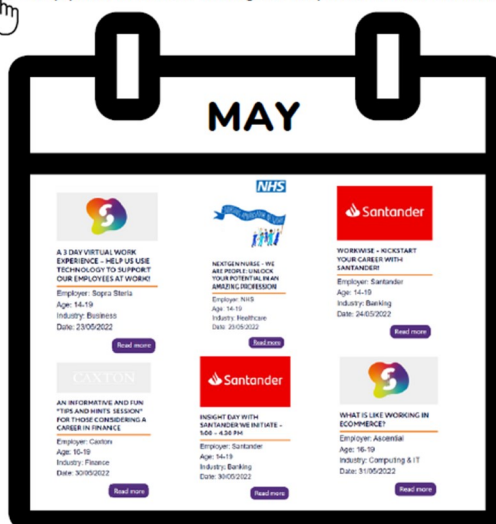 MAY
A 3 DAY VIRTUAL WORK
EXPERIENCE – HELP US USE
TECHNOLOGY TO SUPPORT
OUR EMPLOYEES AT WORK!
Employer: Sopra Steria
Age: 14-19
Industry: Business
Date: 23/05/2022
Read more
NHS
NEXTGEN NURSE – WE
ARE PEOPLE: UNLOCK
YOUR POTENTIAL IN AN
AMAZING PROFESSION
Employer: NHS
Age: 14-19
Industry: Healthcare
Date: 23/05/2022
Read more
Santander
WORKWISE – KICKSTART
YOUR CAREER WITH
SANTANDER!
Employer: Santander
Age: 14-19
Industry: Banking
Date: 24/05/2022
Read more
CAXTON
AN INFORMATIVE AND FUN
"TIPS AND HINTS SESSION"
FOR THOSE CONSIDERING A
CAREER IN FINANCE
Employer: Caxton
Age: 16-19
Industry: Finance
Date: 30/05/2022
Read more
Santander
INSIGHT DAY WITH
SANTANDER WE INITIATE –
1:00 – 4:30 PM
Employer: Santander
Age: 14-19
Industry: Banking
Date: 30/05/2022
Read more
WHAT IS LIKE WORKING IN
ECOMMERCE?
Employer: Ascential
Age: 16-19
Industry: Computing & IT
Date: 31/05/2022
Read more